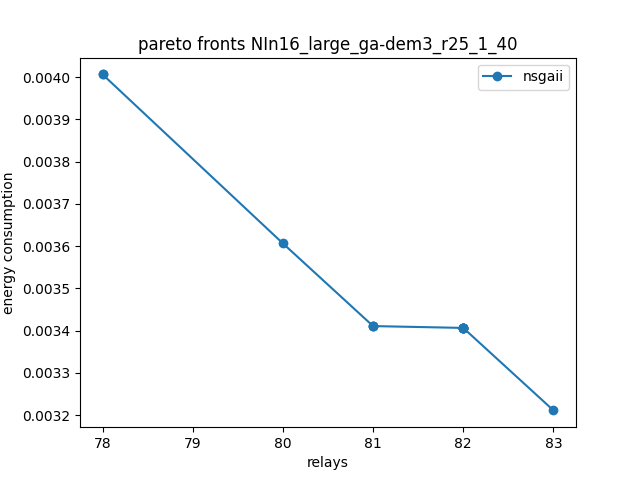 pareto fronts NIn16_large_ga-dem3_r25_1_40
nsgaii
energy consumption
0.0040
0.0039
0.0038
0.0037
0.0036
0.0035
0.0034
0.0033
0.0032
78 79 80 81 82 83
relays